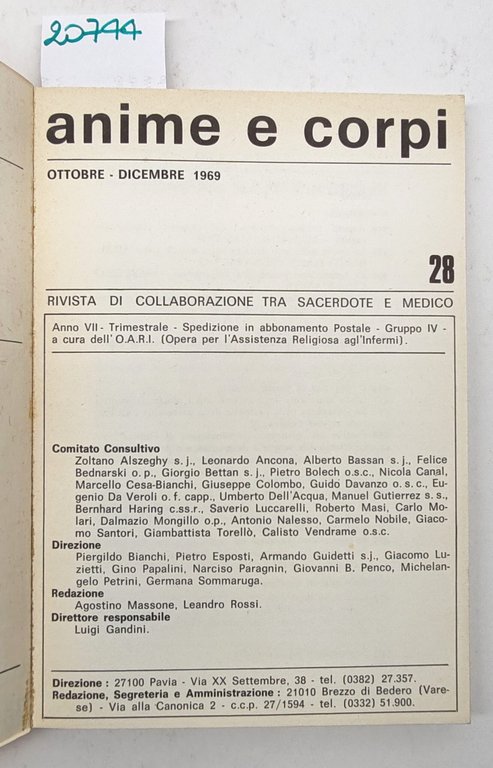 20744
anime e corpi
OTTOBRE - DICEMBRE 1969
28
RIVISTA DI COLLABORAZIONE TRA SACERDOTE E MEDICO
Anno VII - Trimestrale - Spedizione in abbonamento Postale - Gruppo IV -
a cura dell'O.A.R.I. (Opera per l'Assistenza Religiosa agl'Infermi).
Comitato Consultivo
Zoltano Alszeghy s. j., Leonardo Ancona, Alberto Bassan s. j., Felice
Bednarski o. p., Giorgio Bettan s. j., Pietro Bolech o.s.c., Nicola Canal,
Marcello Cesa-Bianchi, Giuseppe Colombo, Guido Davanzo o. s. c., Eu-
genio Da Veroli o. f. capp., Umberto Dell'Acqua, Manuel Gutierrez s. s.,
Bernhard Haring c.ss.r., Saverio Luccarelli, Roberto Masi, Carlo Mo-
lari, Dalmazio Mongillo o.p., Antonio Nalesso, Carmelo Nobile, Giaco-
mo Santori, Giambattista Torellò, Calisto Vendrame o.s.c.
Direzione
Piergildo Bianchi, Pietro Esposti, Armando Guidetti s.j., Giacomo Lu-
zietti, Gino Papalini, Narciso Paragnin, Giovanni B. Penco, Michelan-
gelo Petrini, Germana Sommaruga.
Redazione
Agostino Massone, Leandro Rossi.
Direttore responsabile
Luigi Gandini.
Direzione : 27100 Pavia - Via XX Settembre, 38 - tel. (0382) 27.357.
Redazione, Segreteria e Amministrazione : 21010 Brezzo di Bedero (Vare-
se) - Via alla Canonica 2 - c.c.p. 27/1594 - tel. (0332) 51.900.